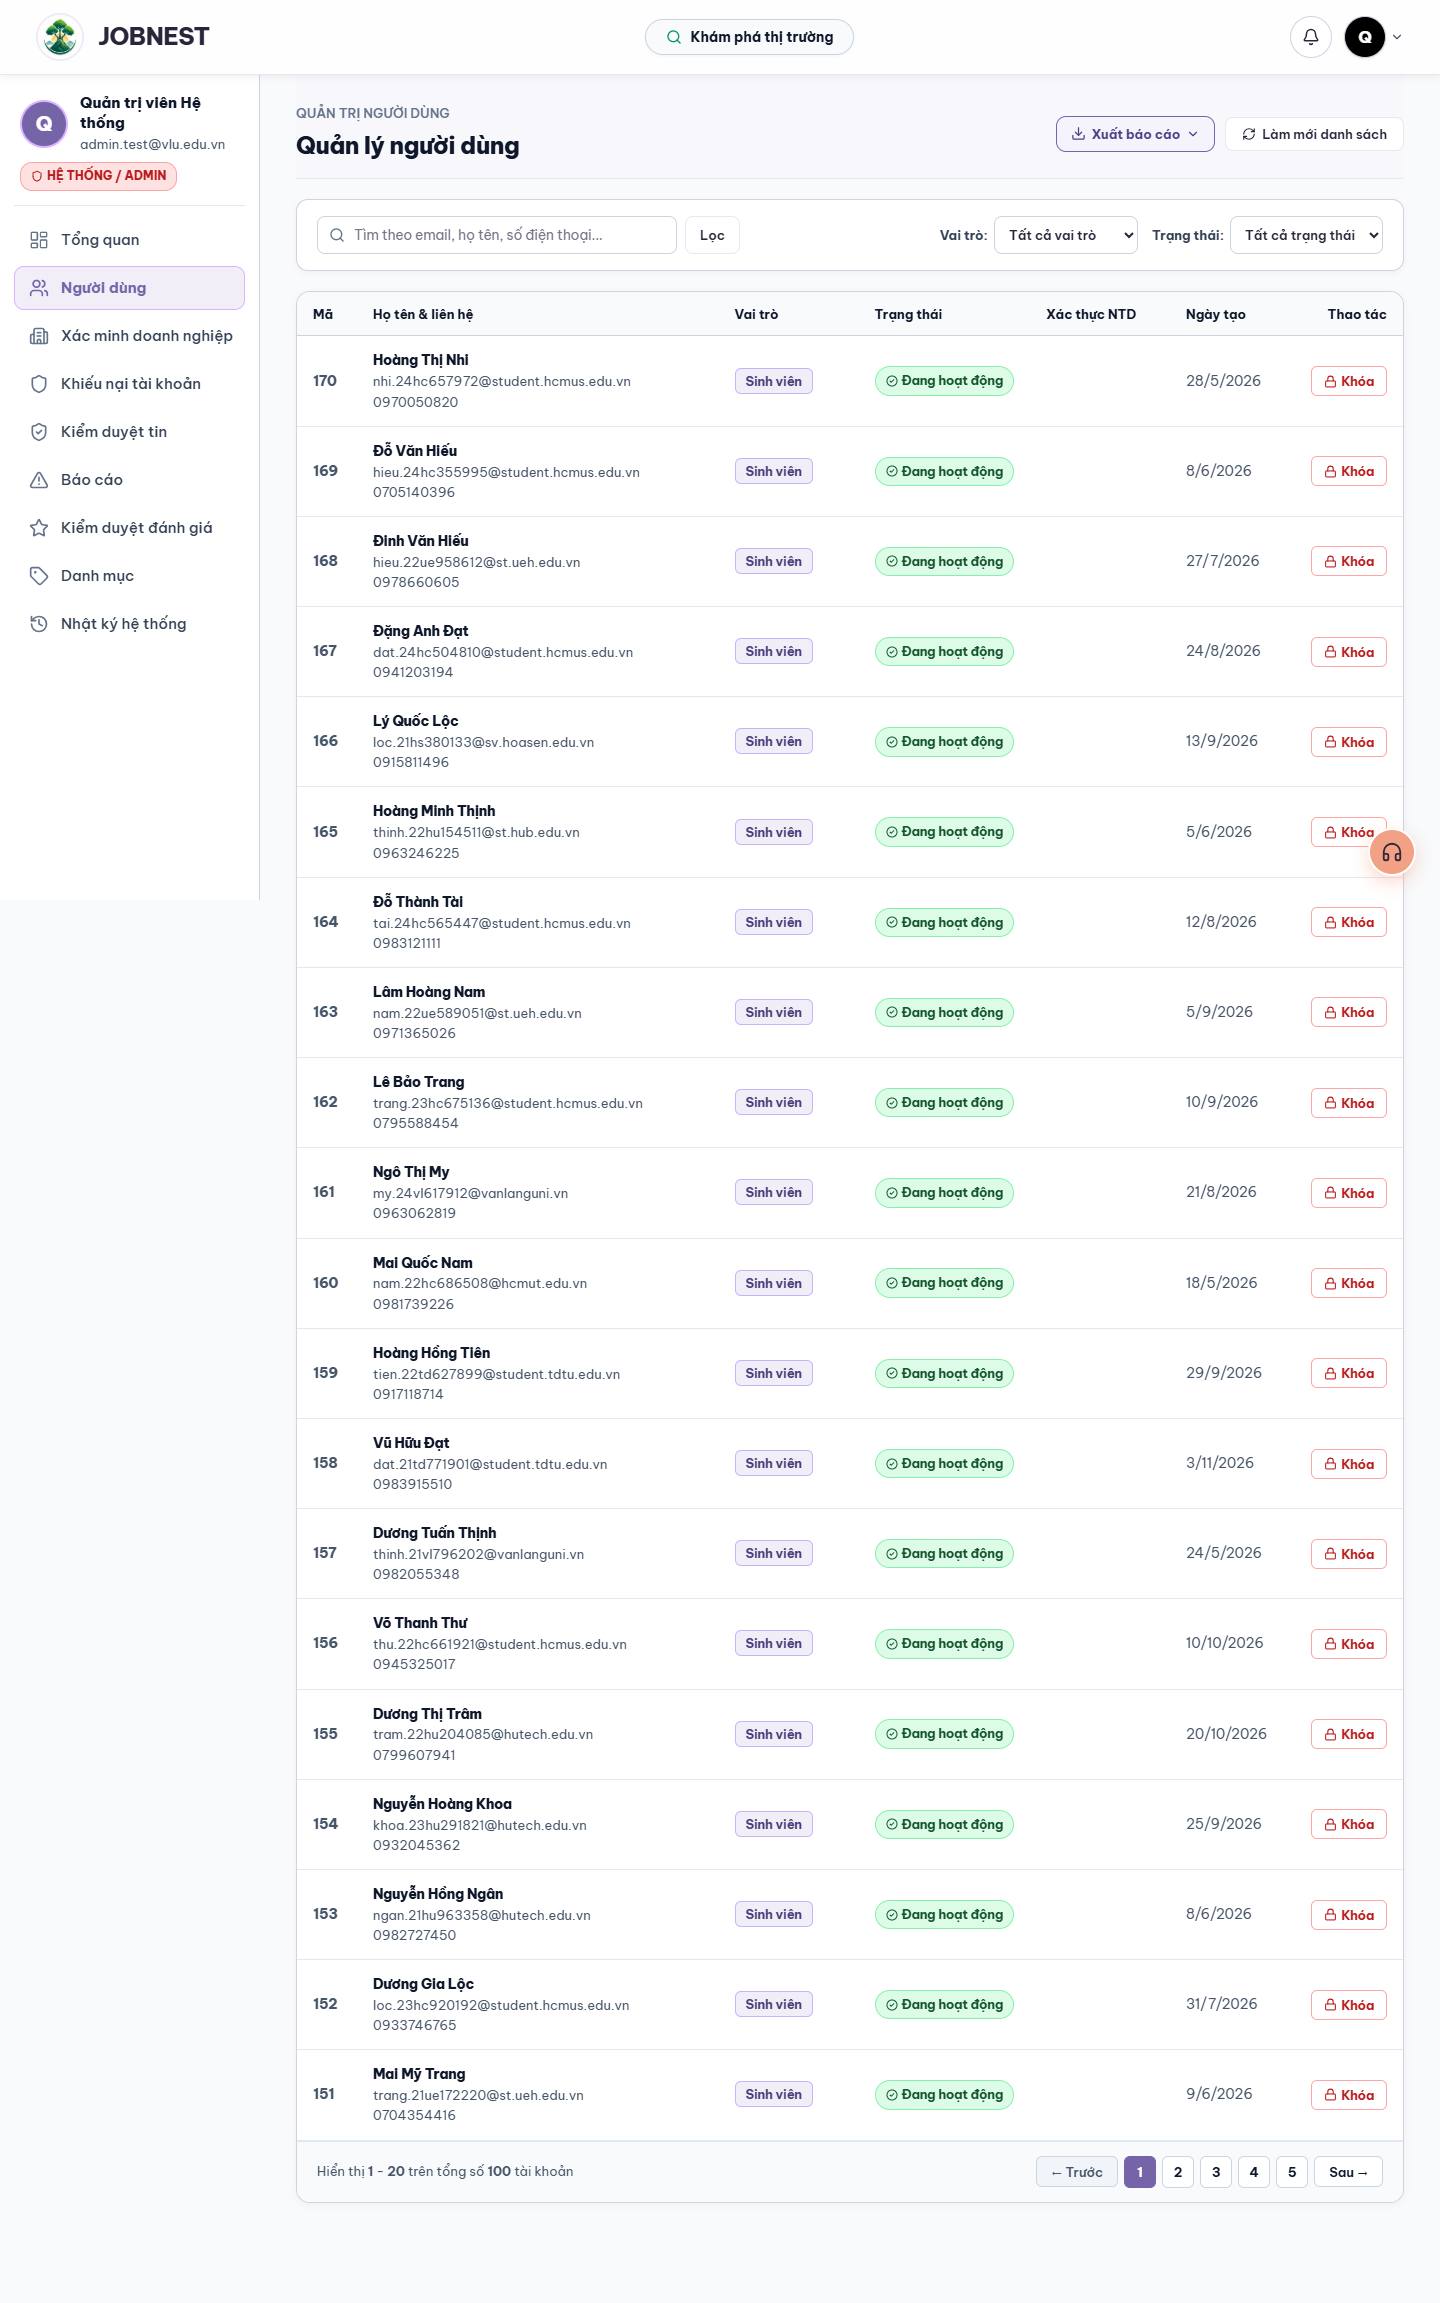 JOBNEST
Khám phá thị trường
Q
Q
Quản trị viên Hệ thống
admin.test@vlu.edu.vn
HỆ THỐNG / ADMIN
Tổng quan
Người dùng
Xác minh doanh nghiệp
Khiếu nại tài khoản
Kiểm duyệt tin
Báo cáo
Kiểm duyệt đánh giá
Danh mục
Nhật ký hệ thống
QUẢN TRỊ NGƯỜI DÙNG
Quản lý người dùng
Xuất báo cáo
Làm mới danh sách
Tìm theo email, họ tên, số điện thoại...
Lọc
Vai trò: Tất cả vai trò
Trạng thái: Tất cả trạng thái
Mã Họ tên & liên hệ Vai trò Trạng thái Xác thực NTD Ngày tạo Thao tác
Hoàng Thị Nhi
170 nhi.24hc657972@student.hcmus.edu.vn Sinh viên Đang hoạt động 28/5/2026 Khóa
0970050820
Đỗ Văn Hiếu
169 hieu.24hc355995@student.hcmus.edu.vn Sinh viên Đang hoạt động 8/6/2026 Khóa
0705140396
Đinh Văn Hiếu
168 hieu.22ue958612@st.ueh.edu.vn Sinh viên Đang hoạt động 27/7/2026 Khóa
0978660605
Đặng Anh Đạt
167 dat.24hc504810@student.hcmus.edu.vn Sinh viên Đang hoạt động 24/8/2026 Khóa
0941203194
Lý Quốc Lộc
166 loc.21hs380133@sv.hoasen.edu.vn Sinh viên Đang hoạt động 13/9/2026 Khóa
0915811496
Hoàng Minh Thịnh
165 thinh.22hu154511@st.hub.edu.vn Sinh viên Đang hoạt động 5/6/2026 Khóa
0963246225
Đỗ Thành Tài
164 tai.24hc565447@student.hcmus.edu.vn Sinh viên Đang hoạt động 12/8/2026 Khóa
0983121111
Lâm Hoàng Nam
163 nam.22ue589051@st.ueh.edu.vn Sinh viên Đang hoạt động 5/9/2026 Khóa
0971365026
Lê Bảo Trang
162 trang.23hc675136@student.hcmus.edu.vn Sinh viên Đang hoạt động 10/9/2026 Khóa
0795588454
Ngô Thị My
161 my.24vl617912@vanlanguni.vn Sinh viên Đang hoạt động 21/8/2026 Khóa
0963062819
Mai Quốc Nam
160 nam.22hc686508@hcmut.edu.vn Sinh viên Đang hoạt động 18/5/2026 Khóa
0981739226
Hoàng Hồng Tiên
159 tien.22td627899@student.tdtu.edu.vn Sinh viên Đang hoạt động 29/9/2026 Khóa
0917118714
Vũ Hữu Đạt
158 dat.21td771901@student.tdtu.edu.vn Sinh viên Đang hoạt động 3/11/2026 Khóa
0983915510
Dương Tuấn Thịnh
157 thinh.21vl796202@vanlanguni.vn Sinh viên Đang hoạt động 24/5/2026 Khóa
0982055348
Võ Thanh Thư
156 thu.22hc661921@student.hcmus.edu.vn Sinh viên Đang hoạt động 10/10/2026 Khóa
0945325017
Dương Thị Trâm
155 tram.22hu204085@hutech.edu.vn Sinh viên Đang hoạt động 20/10/2026 Khóa
0799607941
Nguyễn Hoàng Khoa
154 khoa.23hu291821@hutech.edu.vn Sinh viên Đang hoạt động 25/9/2026 Khóa
0932045362
Nguyễn Hồng Ngân
153 ngan.21hu963358@hutech.edu.vn Sinh viên Đang hoạt động 8/6/2026 Khóa
0982727450
Dương Gia Lộc
152 loc.23hc920192@student.hcmus.edu.vn Sinh viên Đang hoạt động 31/7/2026 Khóa
0933746765
Mai Mỹ Trang
151 trang.21ue172220@st.ueh.edu.vn Sinh viên Đang hoạt động 9/6/2026 Khóa
0704354416
Hiển thị 1 - 20 trên tổng số 100 tài khoản
← Trước 1 2 3 4 5 Sau →